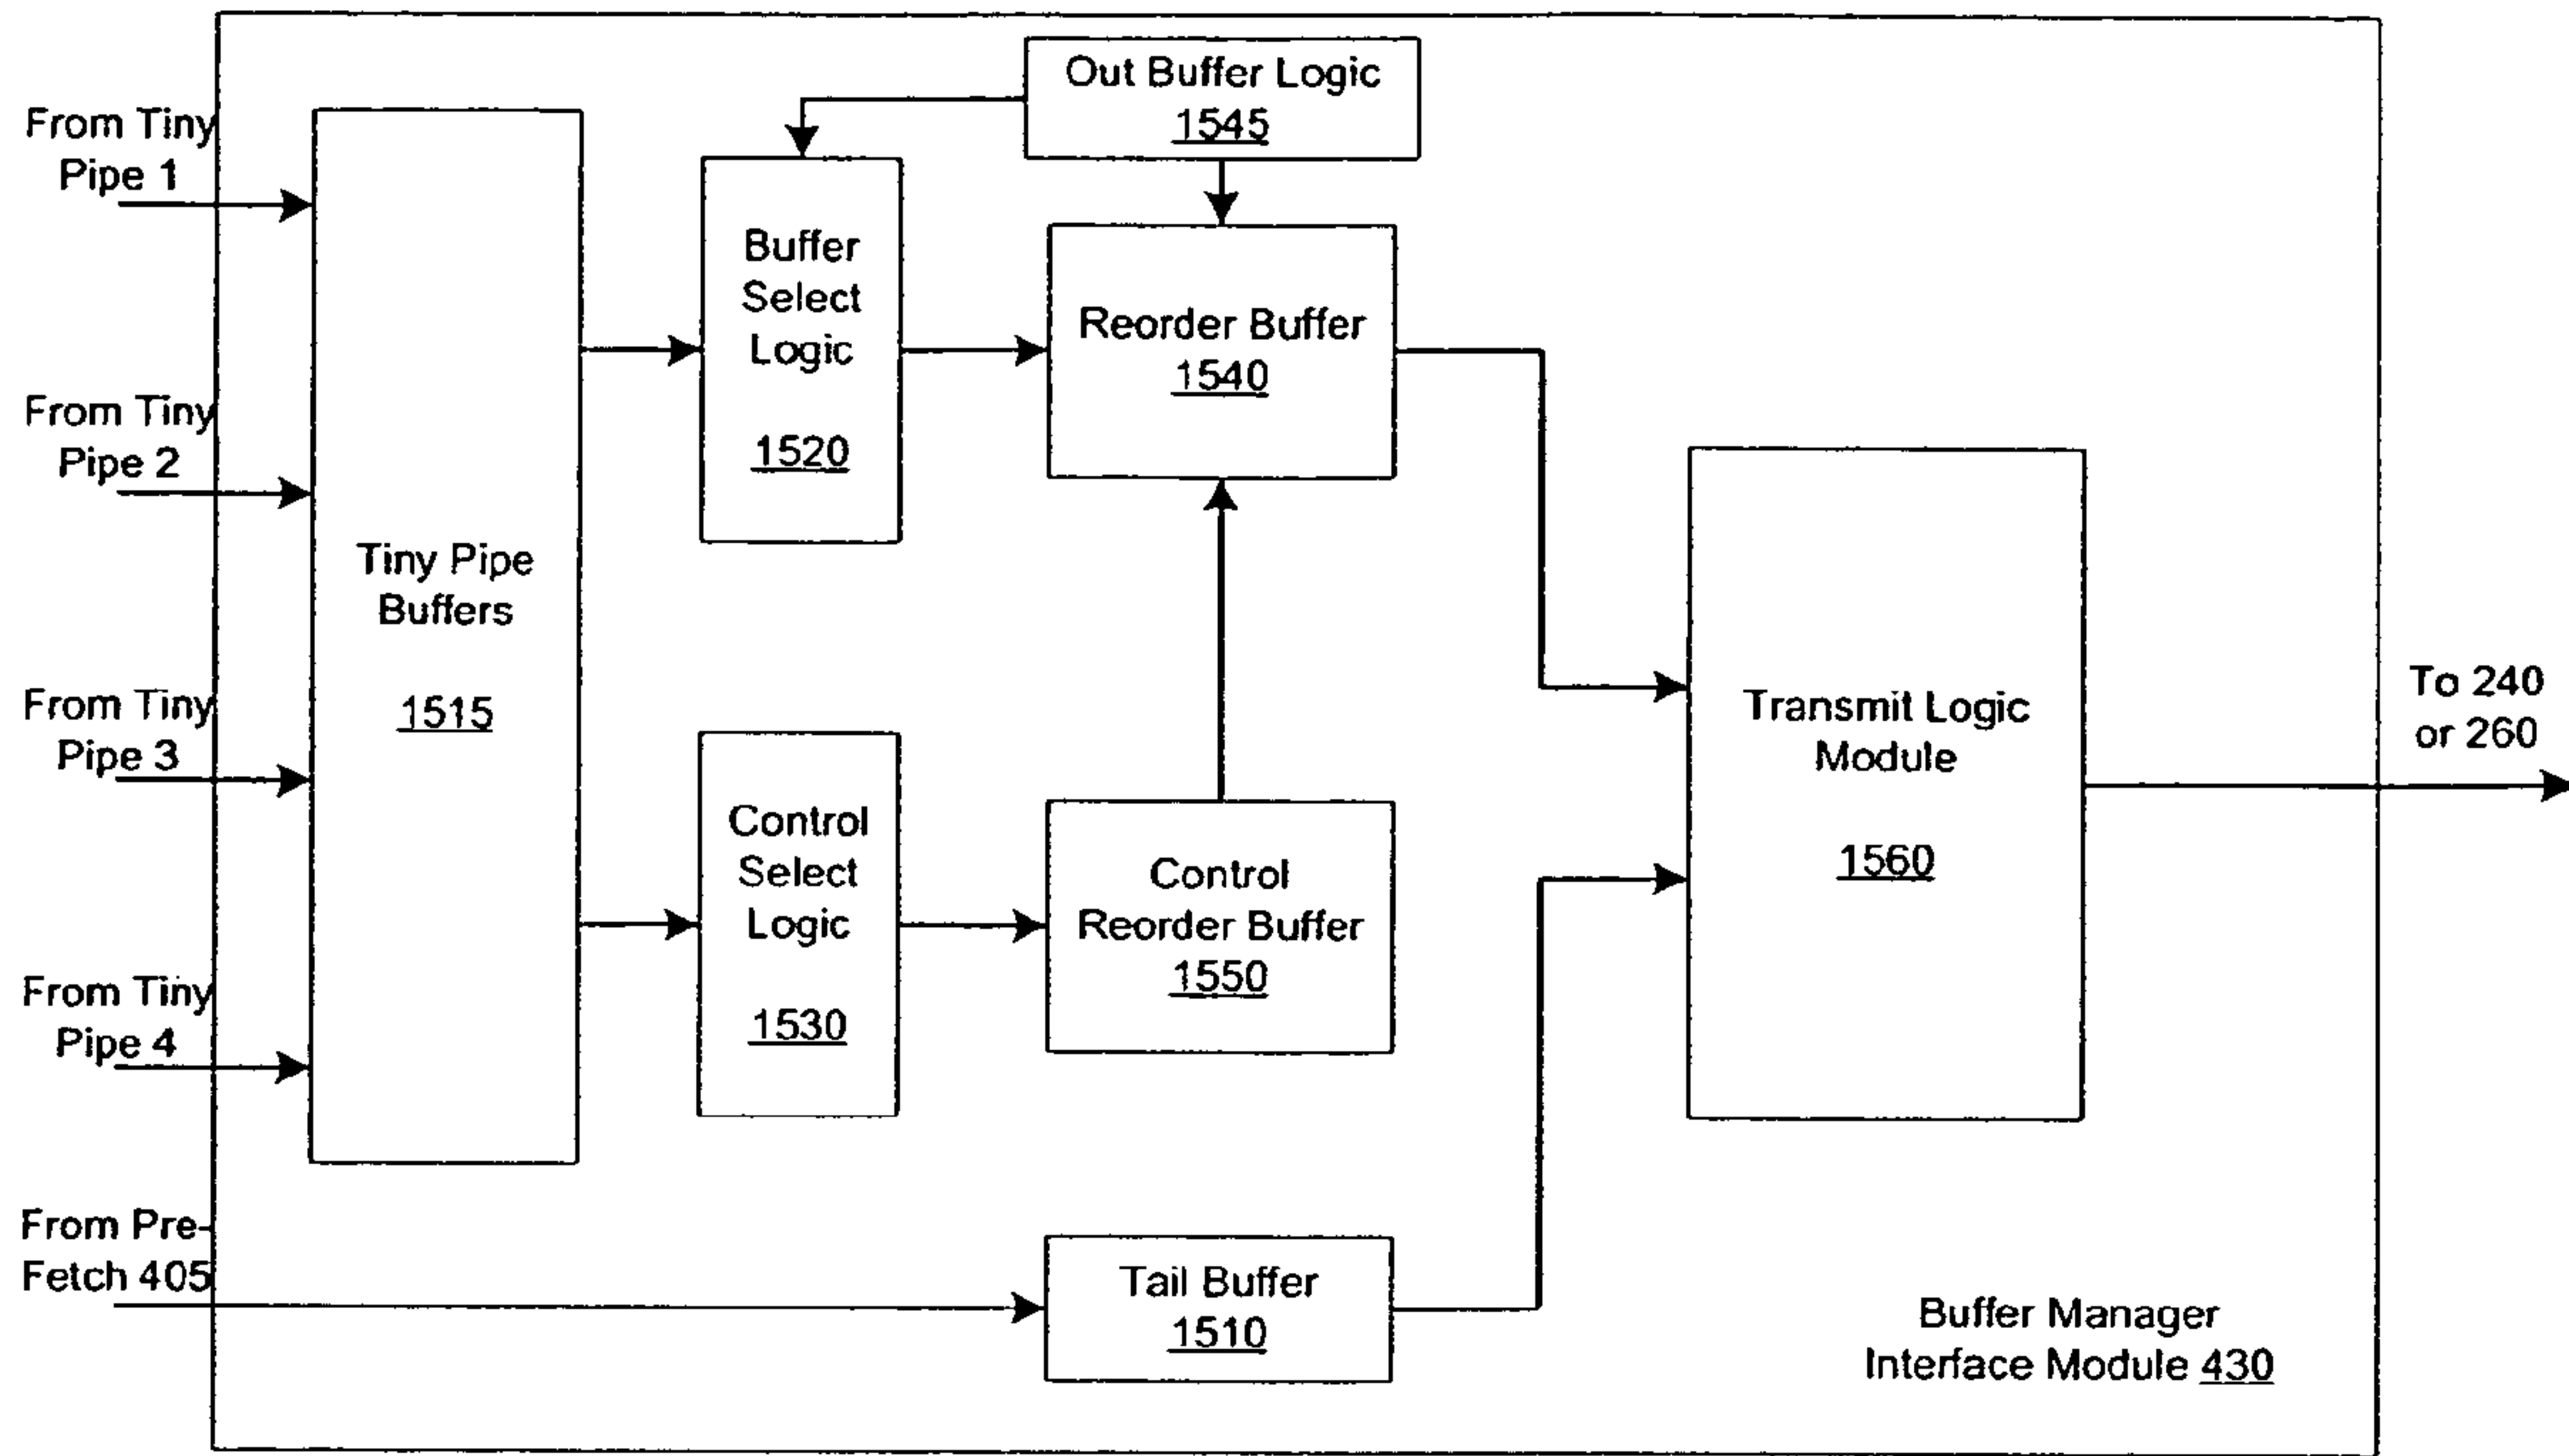 Out Buffer Logic
1545
From Tiny
Pipe 1
From Tiny
Pipe 2
From Tiny
Pipe 3
From Tiny
Pipe 4
From Pre-
Fetch 405
Tiny Pipe
Buffers
1515
Buffer
Select
Logic
1520
Control
Select
Logic
1530
Reorder Buffer
1540
Control
Reorder Buffer
1550
Tail Buffer
1510
Transmit Logic
Module
1560
To 240
or 260
Buffer Manager
Interface Module 430